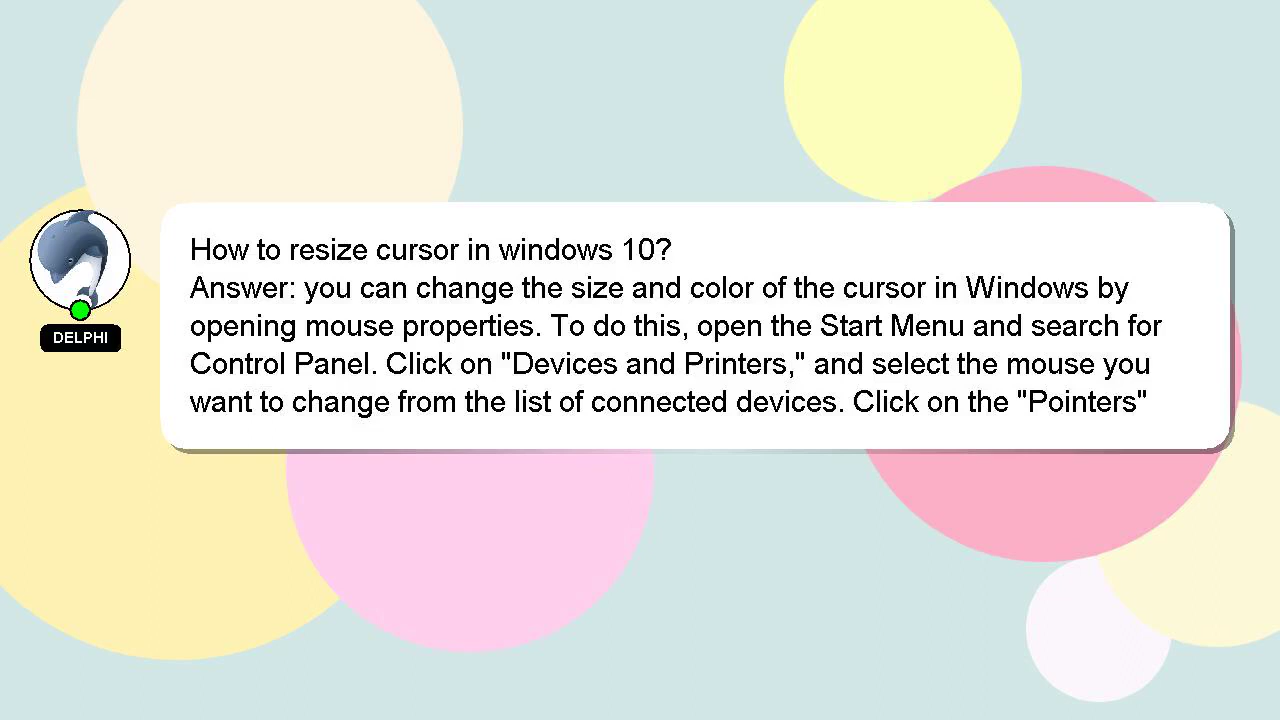 How to resize cursor in windows 10?
Answer: you can change the size and color of the cursor in Windows by
opening mouse properties. To do this, open the Start Menu and search for
Control Panel. Click on "Devices and Printers," and select the mouse you
want to change from the list of connected devices. Click on the "Pointers"
DELPHI